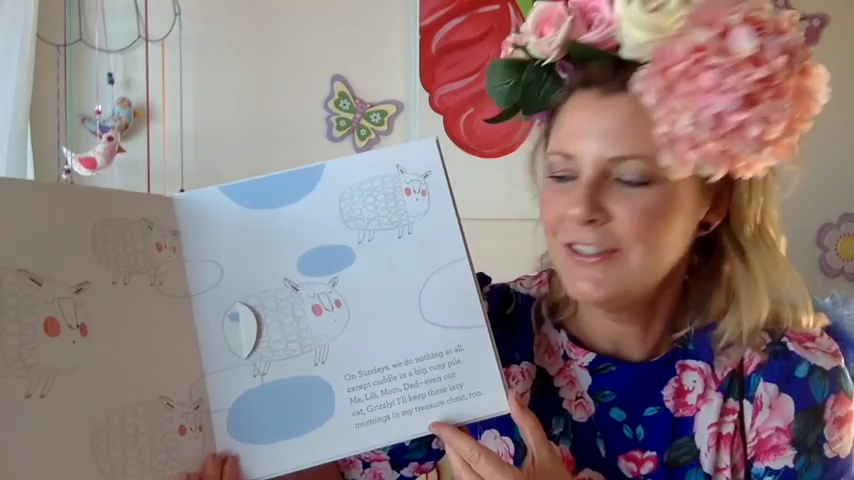 On Sundays, we do nothing at all,
except cuddle in a big, cozy pile.
Me, Lili, Mom, Dad—even our
cat, Grizzly! I'll keep these lazy
mornings in my treasure chest, too.